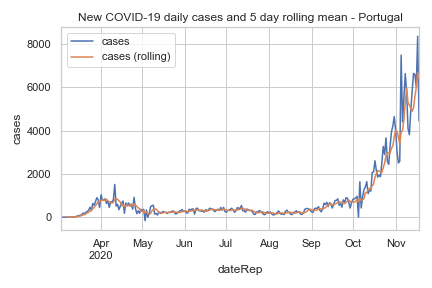 New COVID-19 daily cases and 5 day rolling mean - Portugal
cases
cases (rolling)
cases
8000
6000
4000
2000
0
Apr May Jun Jul Aug Sep Oct Nov
2020
dateRep